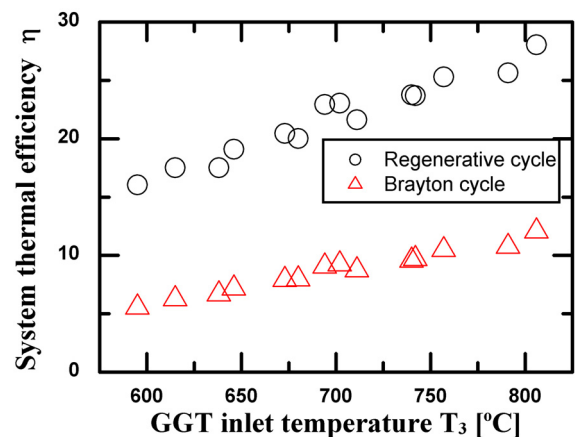 30
20
10
0
System thermal efficiency η
Regenerative cycle
Brayton cycle
600 650 700 750 800
GGT inlet temperature T₃ [ºC]